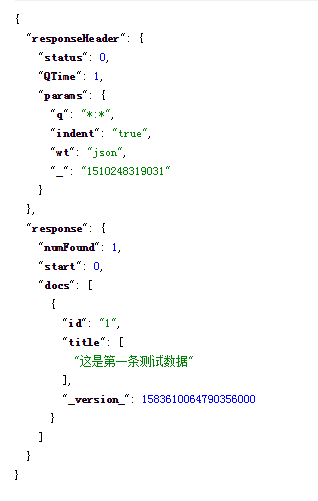 {
  "responseHeader": {
    "status": 0,
    "QTime": 1,
    "params": {
      "q": "*:*",
      "indent": "true",
      "wt": "json",
      "_": "1510248319031"
    }
  },
  "response": {
    "numFound": 1,
    "start": 0,
    "docs": [
      {
        "id": "1",
        "title": [
          "这是第一条测试数据"
        ],
        "_version_": 1583610064790356000
      }
    ]
  }
}